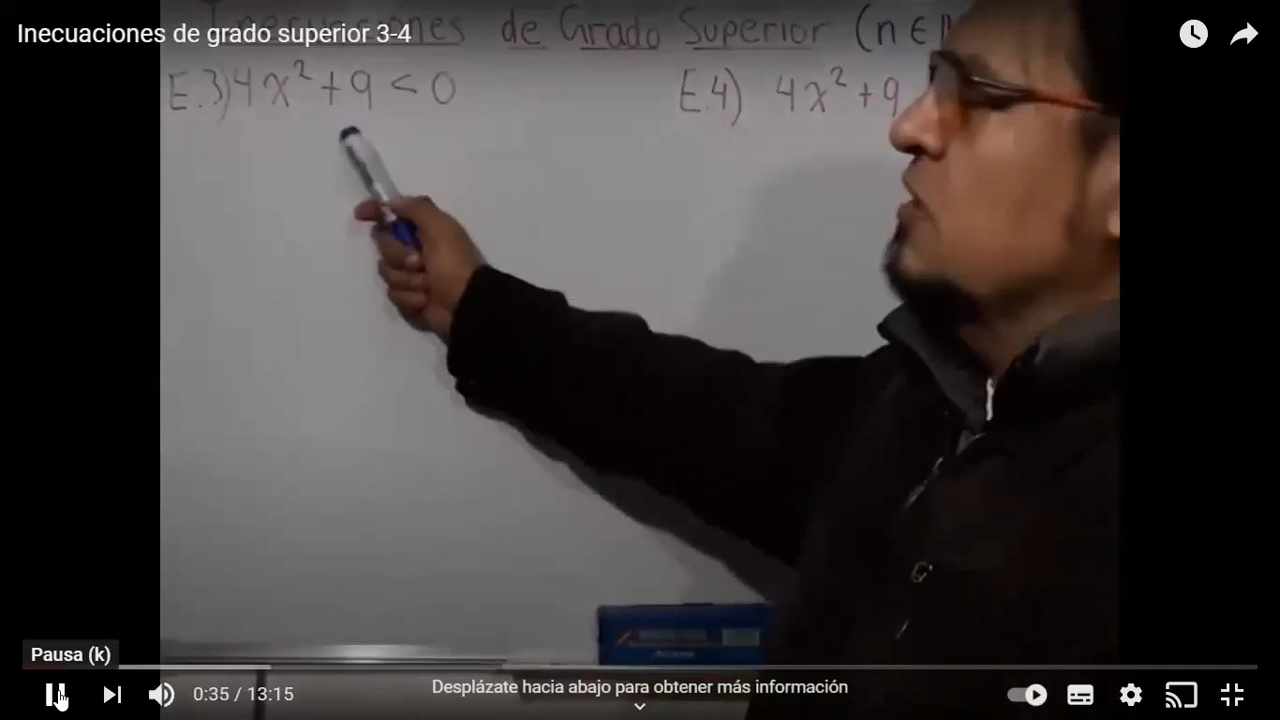 Inecuaciones de grado superior 3-4
Inecuaciones de Grado Superior (n ∈
E.3) 4x² + 9 < 0
E.4) 4x² + 9
Pausa (k)
0:35 / 13:15
Desplázate hacia abajo para obtener más información